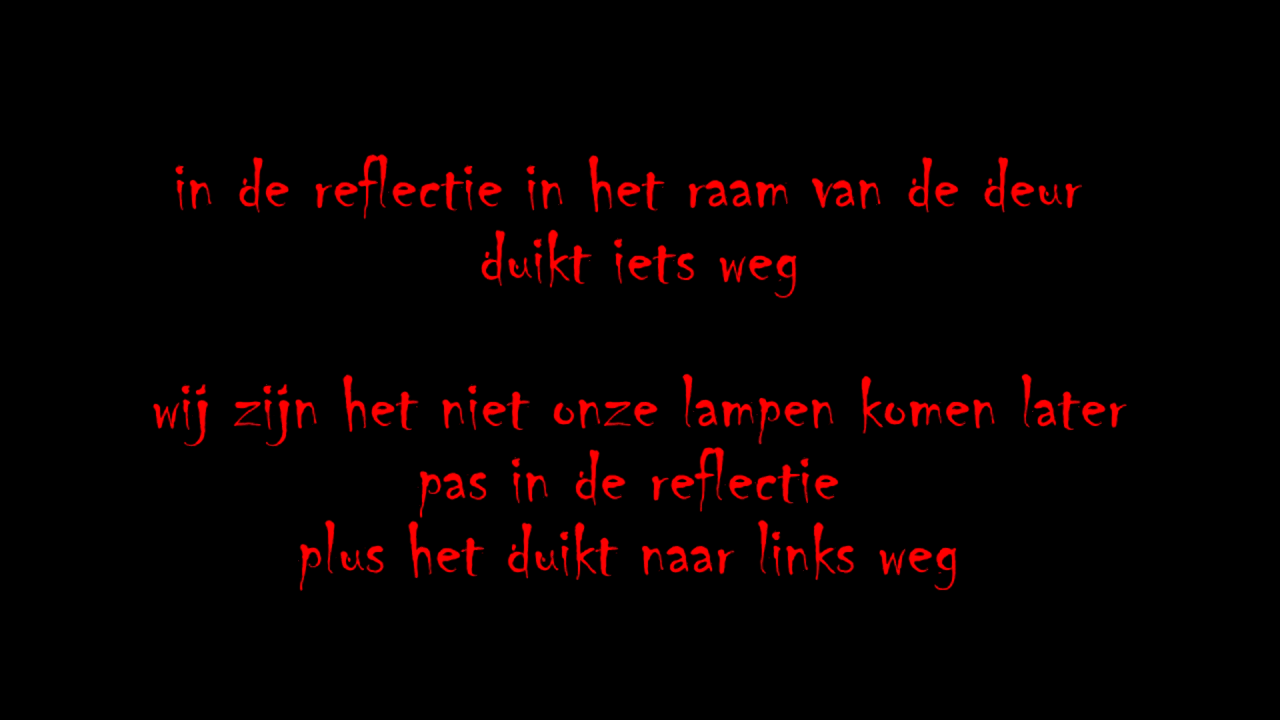 in de reflectie in het raam van de deur
duikt iets weg
wij zijn het niet onze lampen komen later
pas in de reflectie
plus het duikt naar links weg